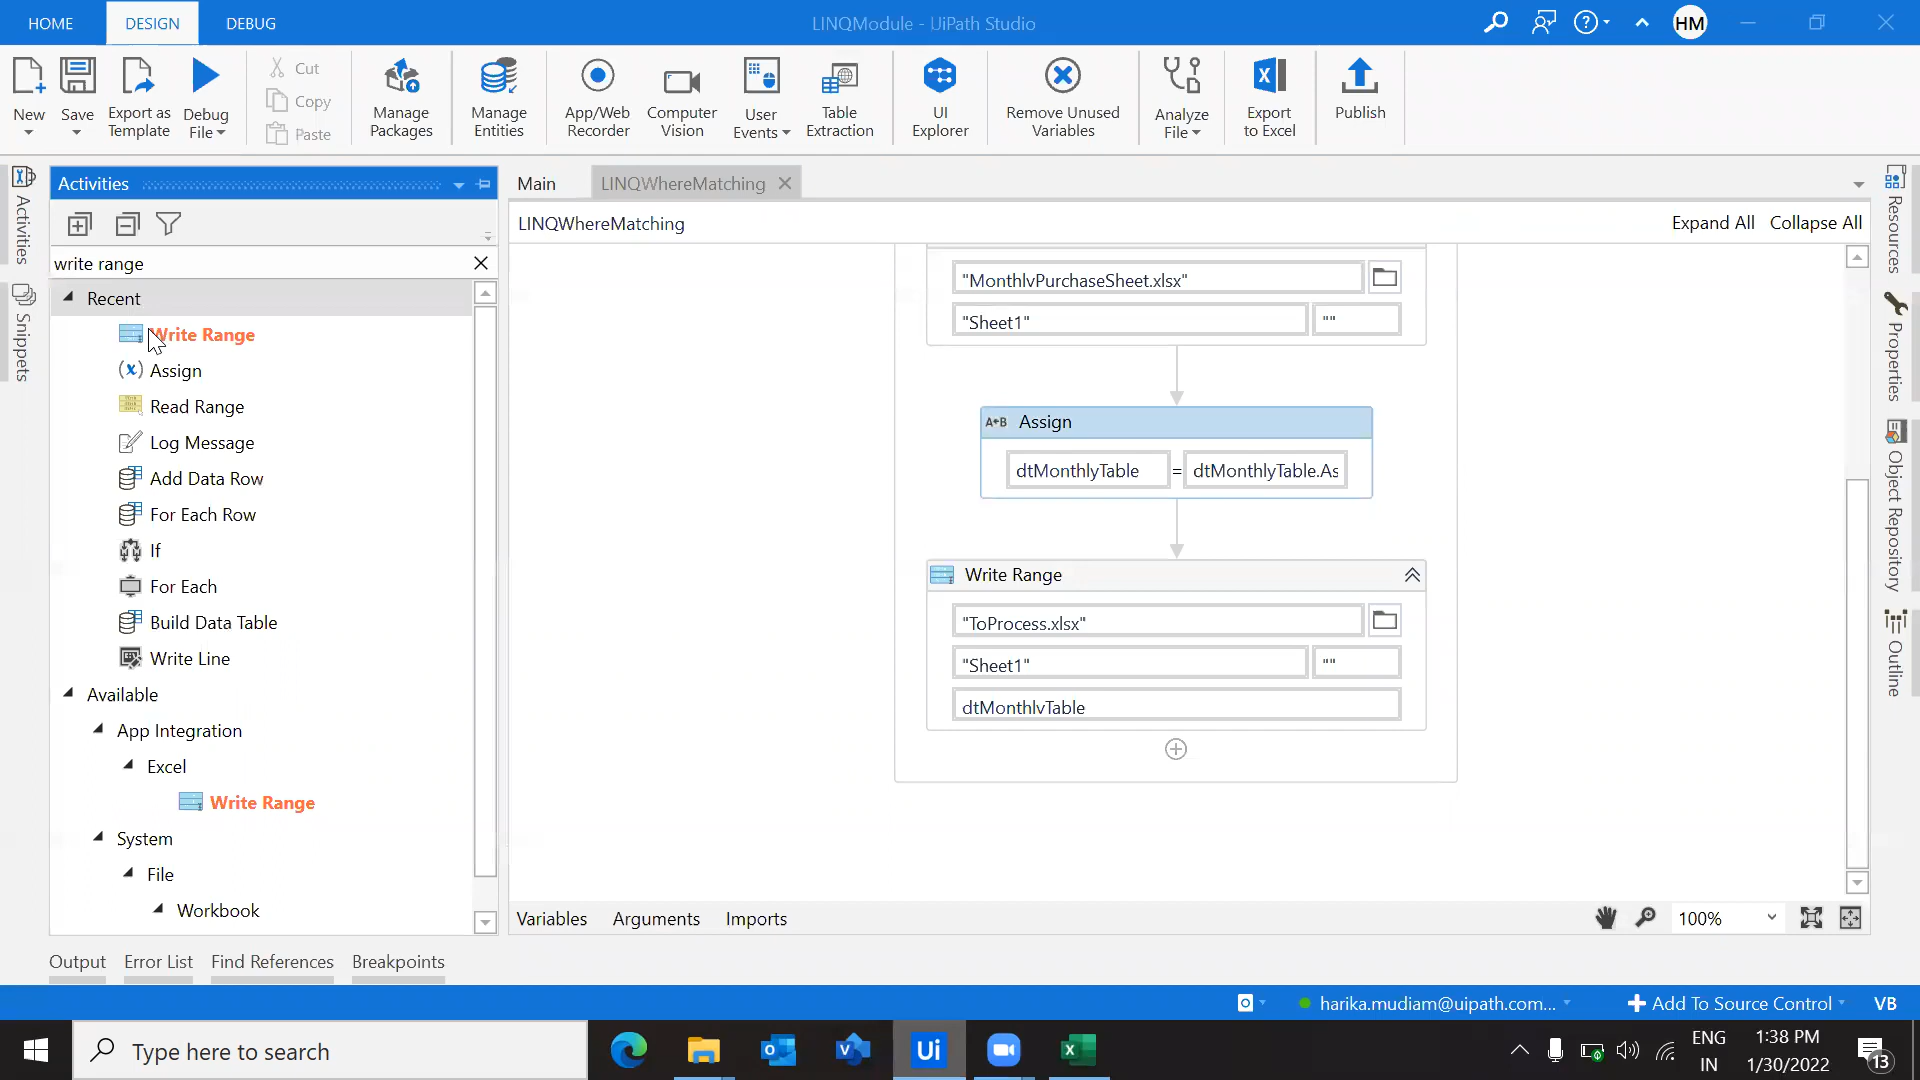 HOME DESIGN DEBUG LINQModule - UiPath Studio HM
New Save Export as Template Debug File Cut Copy Paste Manage Packages Manage Entities App/Web Recorder Computer Vision User Events Table Extraction UI Explorer Remove Unused Variables Analyze File Export to Excel Publish
Activities
Snippets
Activities
write range
Recent
Write Range
Assign
Read Range
Log Message
Add Data Row
For Each Row
If
For Each
Build Data Table
Write Line
Available
App Integration
Excel
Write Range
System
File
Workbook
Main LINQWhereMatching
LINQWhereMatching Expand All Collapse All
"MonthlyPurchaseSheet.xlsx"
"Sheet1" ""
A+B Assign
dtMonthlyTable = dtMonthlyTable.As
Write Range
"ToProcess.xlsx"
"Sheet1" ""
dtMonthlyTable
Variables Arguments Imports 100%
Resources
Properties
Object Repository
Outline
Output Error List Find References Breakpoints
harika.mudiam@uipath.com... Add To Source Control VB
Type here to search Ui ENG IN 1:38 PM 1/30/2022 13